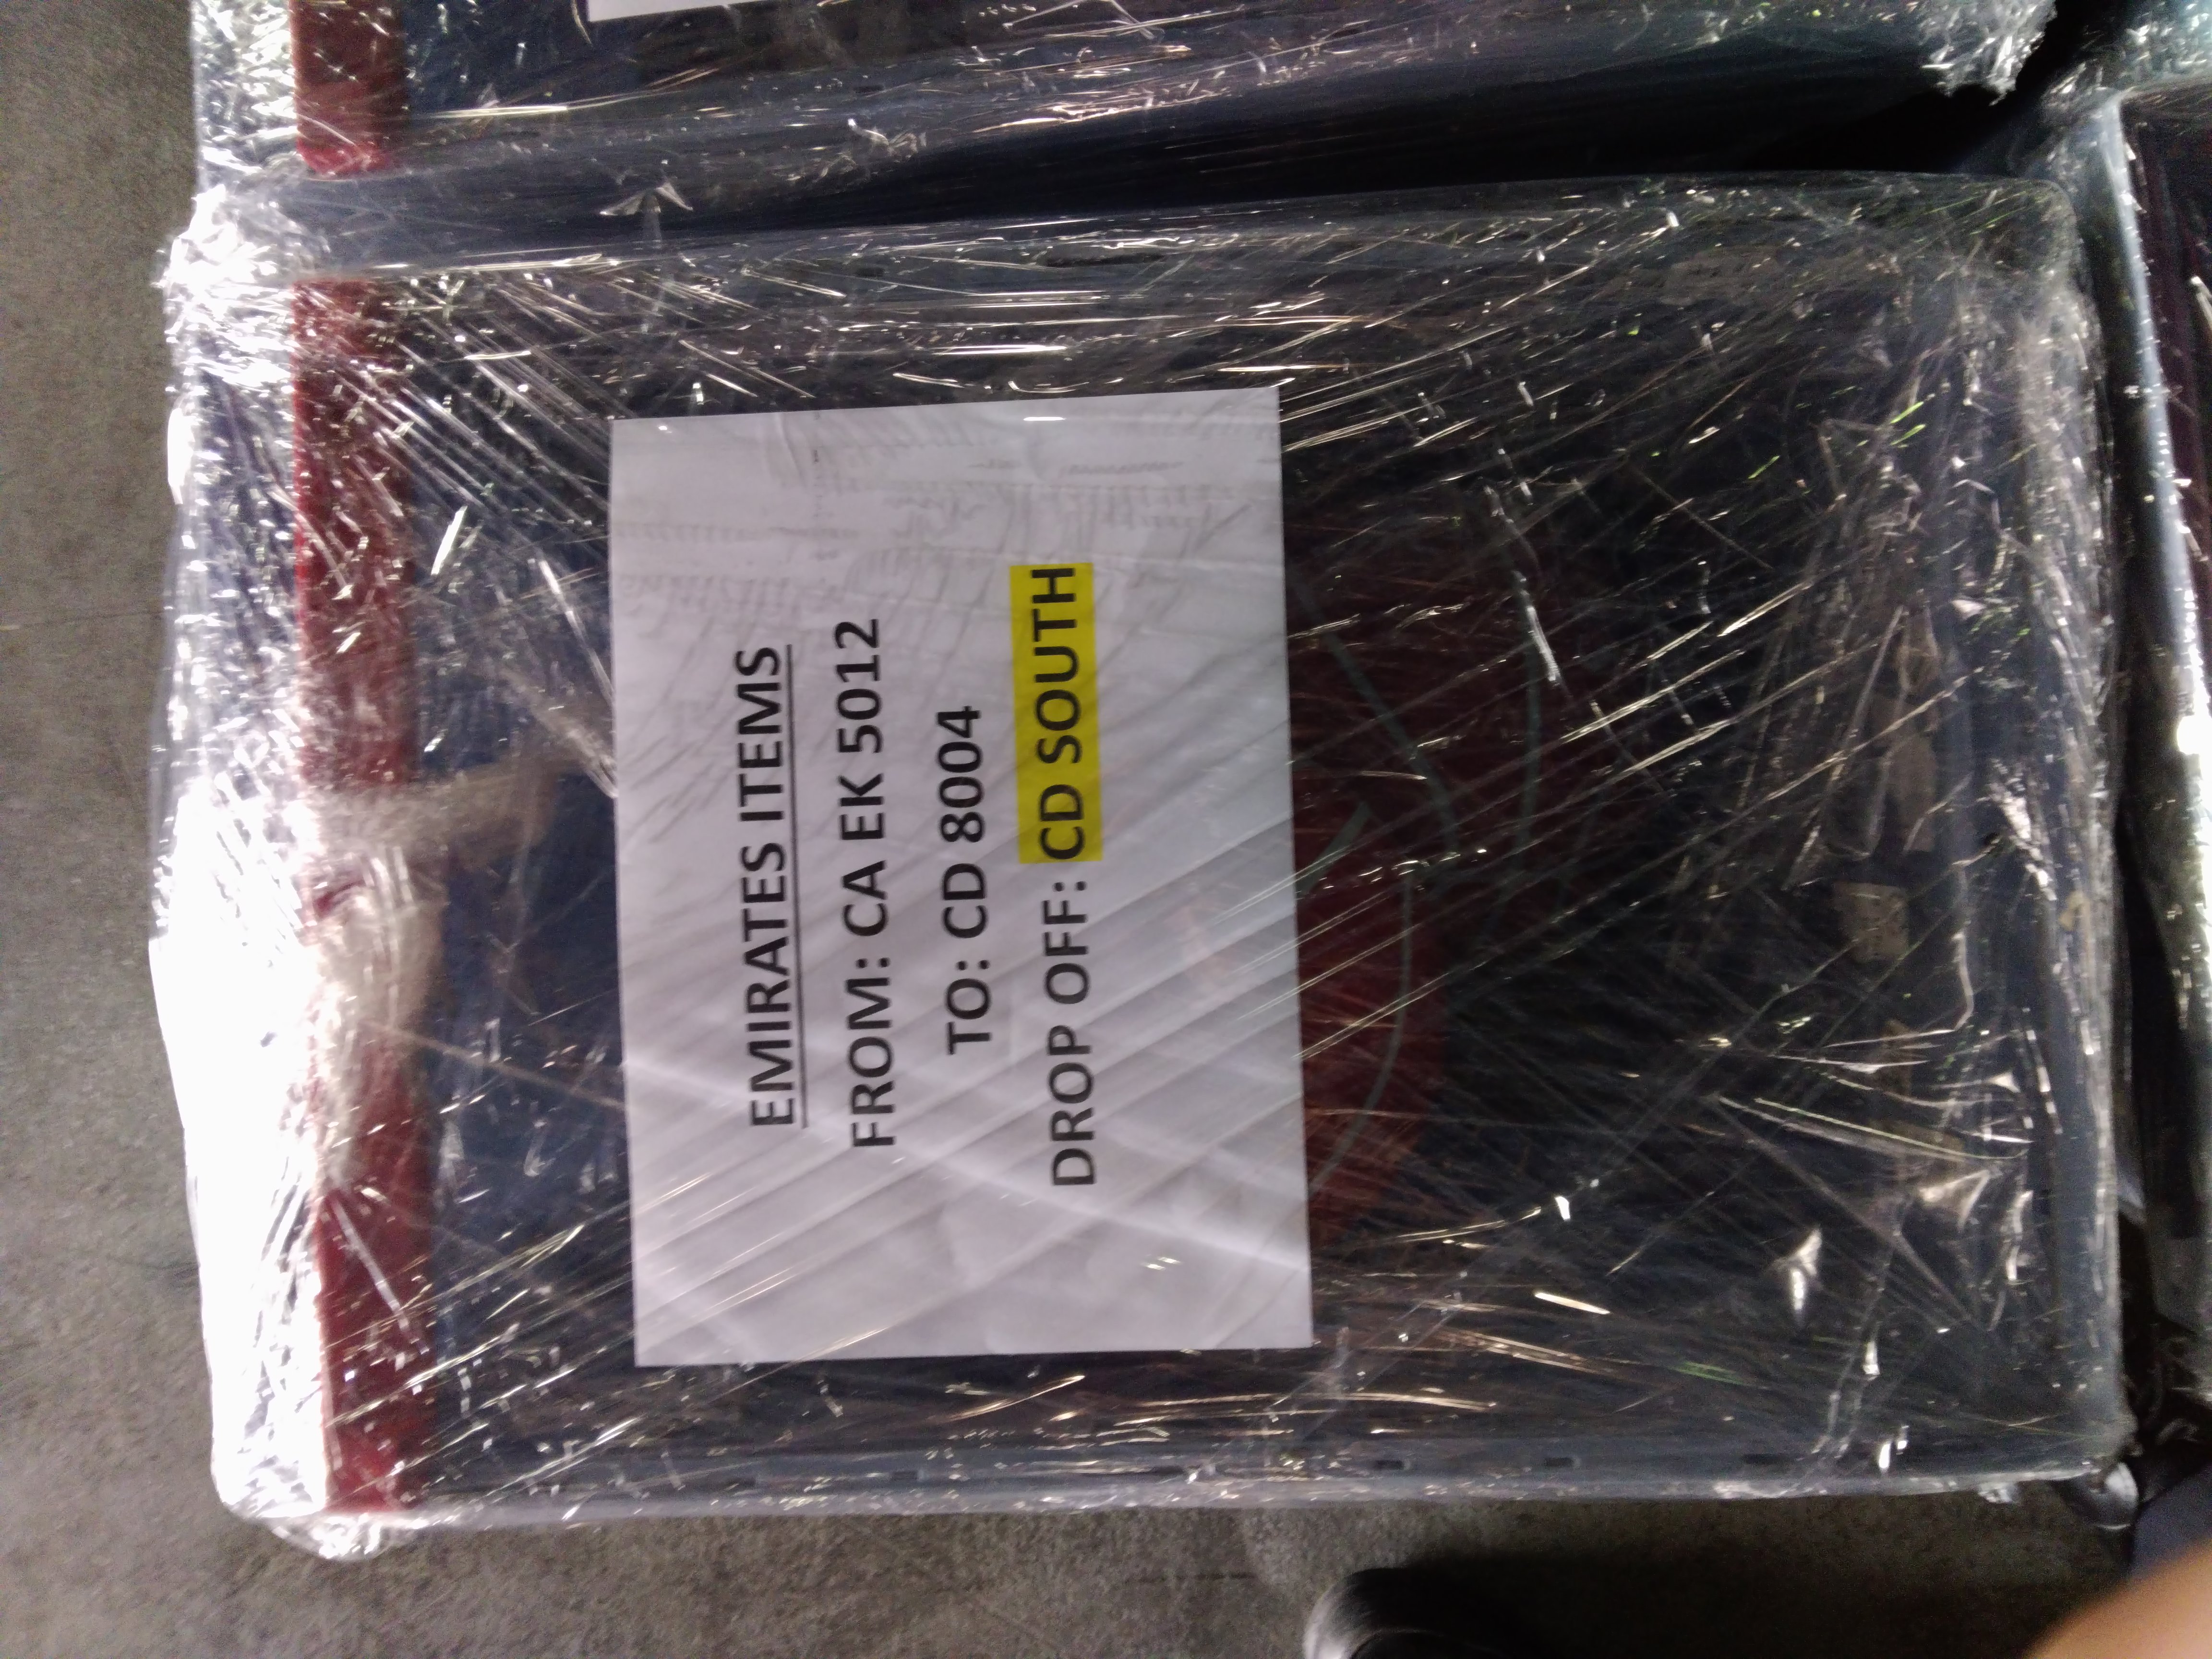 EMIRATES ITEMS
FROM: CA EK 5012
TO: CD 8004
DROP OFF: CD SOUTH